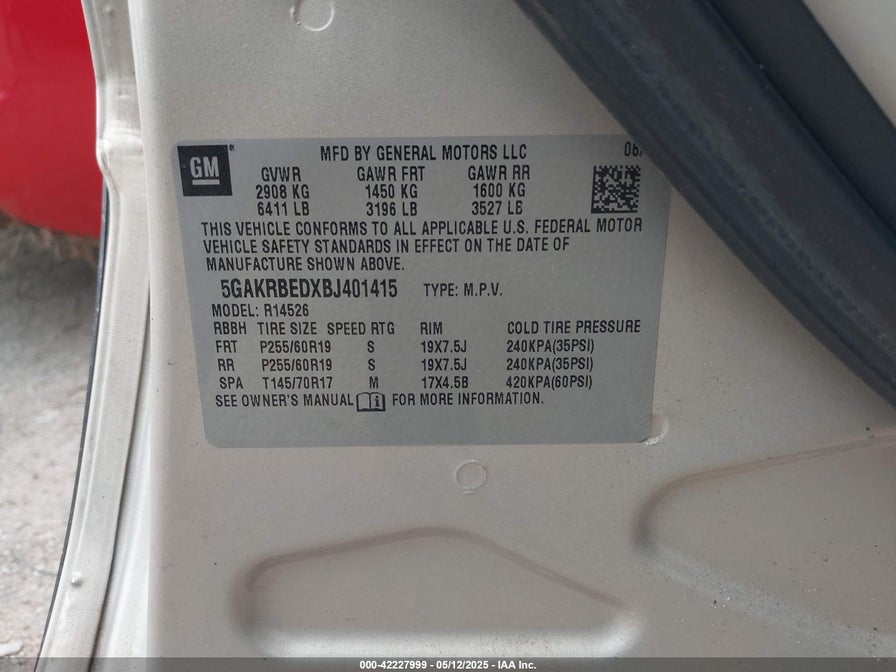 GM
MFD BY GENERAL MOTORS LLC
GVWR GAWR FRT GAWR RR
2908 KG 1450 KG 1600 KG
6411 LB 3196 LB 3527 LB
THIS VEHICLE CONFORMS TO ALL APPLICABLE U.S. FEDERAL MOTOR
VEHICLE SAFETY STANDARDS IN EFFECT ON THE DATE OF
MANUFACTURE SHOWN ABOVE.
5GAKRBEDXBJ401415 TYPE: M.P.V.
MODEL: R14526
RBBH TIRE SIZE SPEED RTG RIM COLD TIRE PRESSURE
FRT P255/60R19 S 19X7.5J 240KPA(35PSI)
RR P255/60R19 S 19X7.5J 240KPA(35PSI)
SPA T145/70R17 M 17X4.5B 420KPA(60PSI)
SEE OWNER'S MANUAL FOR MORE INFORMATION.
000-42227999 - 05/12/2025 - IAA Inc.